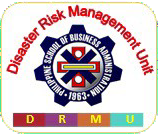 Disaster Risk Management Unit
PHILIPPINE SCHOOL OF BUSINESS ADMINISTRATION
• 1963 •
D R M U